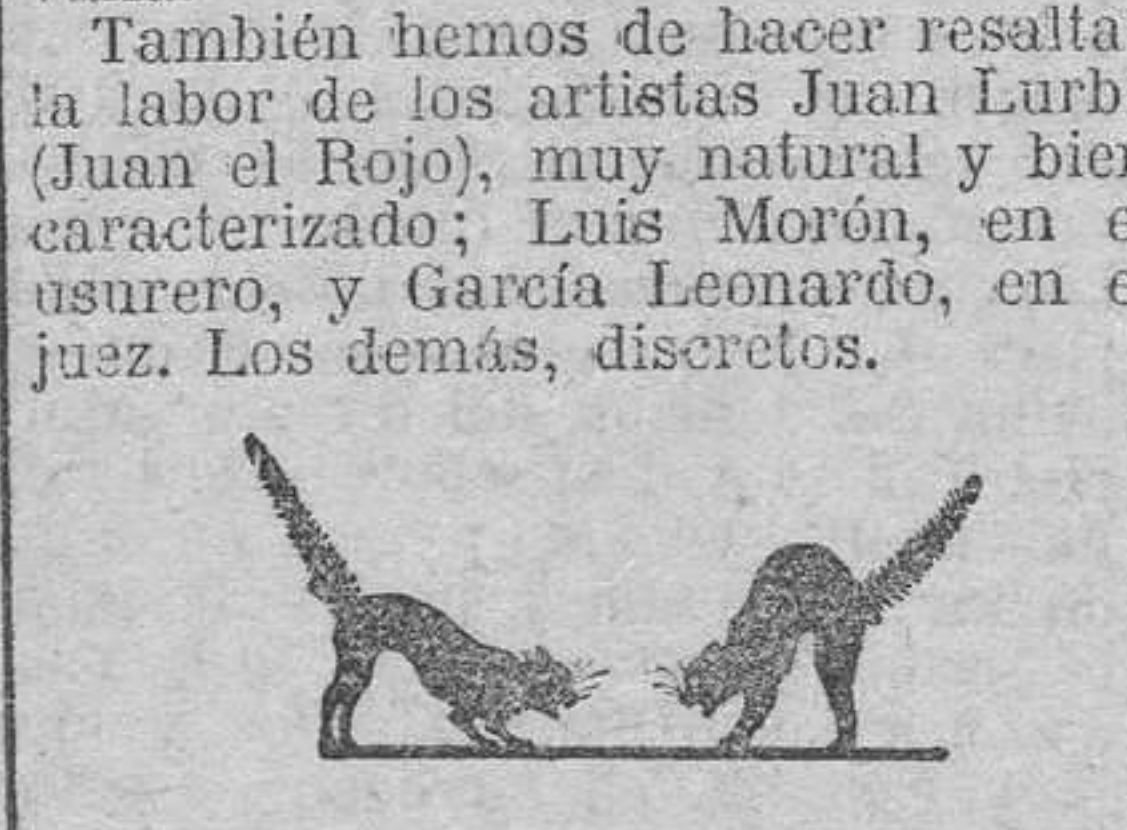 También hemos de hacer resalta
la labor de los artistas Juan Lurb
(Juan el Rojo), muy natural y bien
caracterizado; Luis Morón, en e
usurero, y García Leonardo, en e
juez. Los demás, discretos.